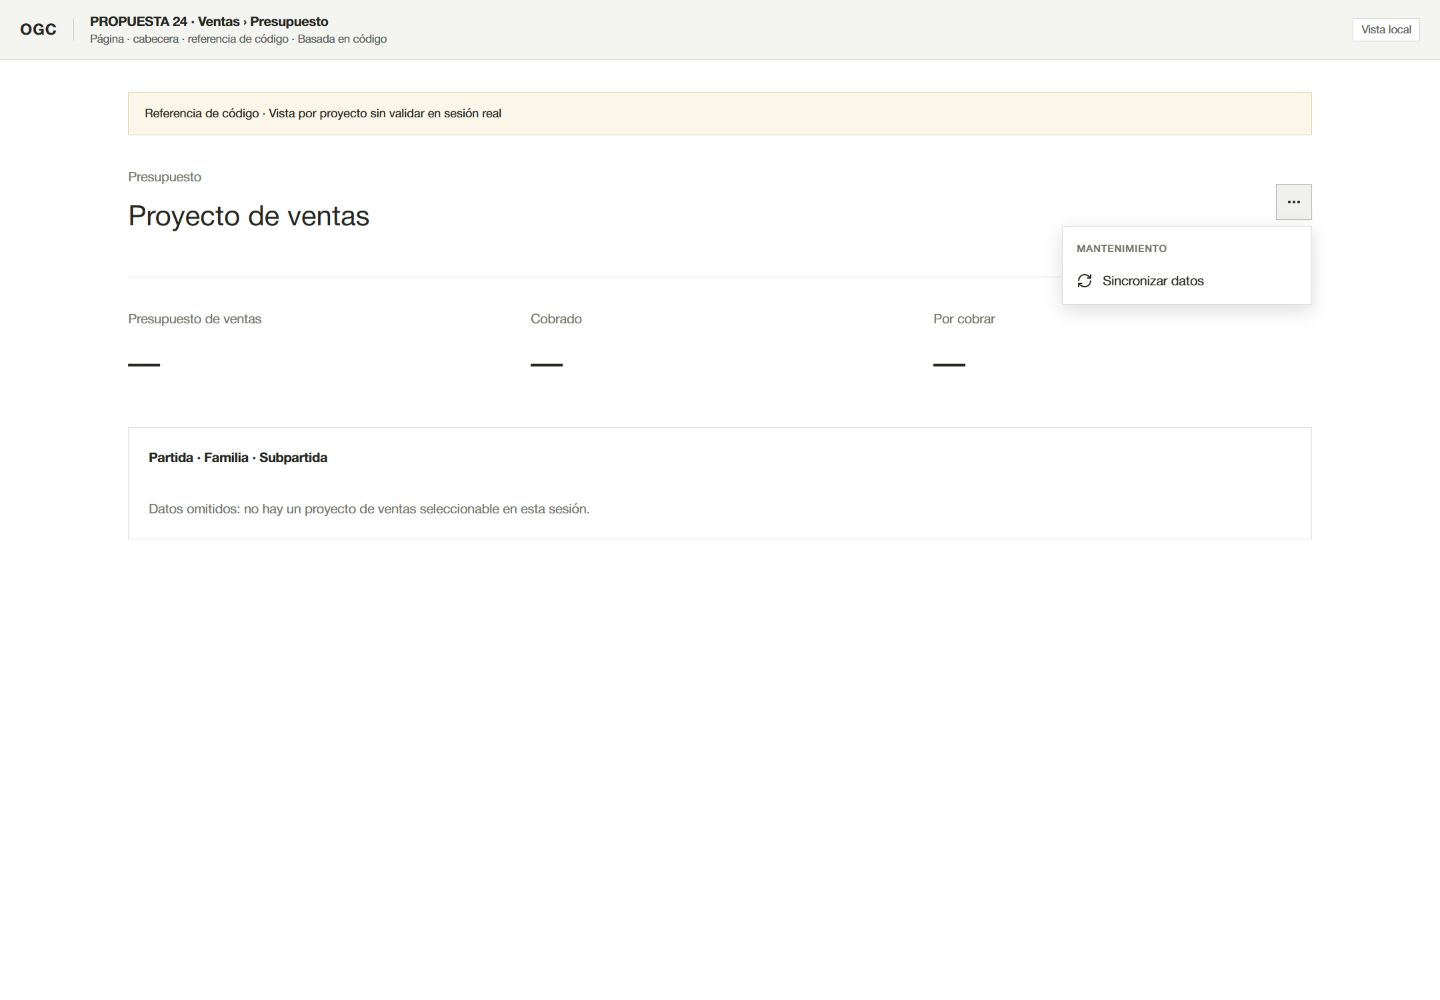 OGC
PROPUESTA 24 · Ventas › Presupuesto
Página · cabecera · referencia de código · Basada en código
Vista local
Referencia de código · Vista por proyecto sin validar en sesión real
Presupuesto
Proyecto de ventas
MANTENIMIENTO
Sincronizar datos
Presupuesto de ventas
Cobrado
Por cobrar
—
—
—
Partida · Familia · Subpartida
Datos omitidos: no hay un proyecto de ventas seleccionable en esta sesión.